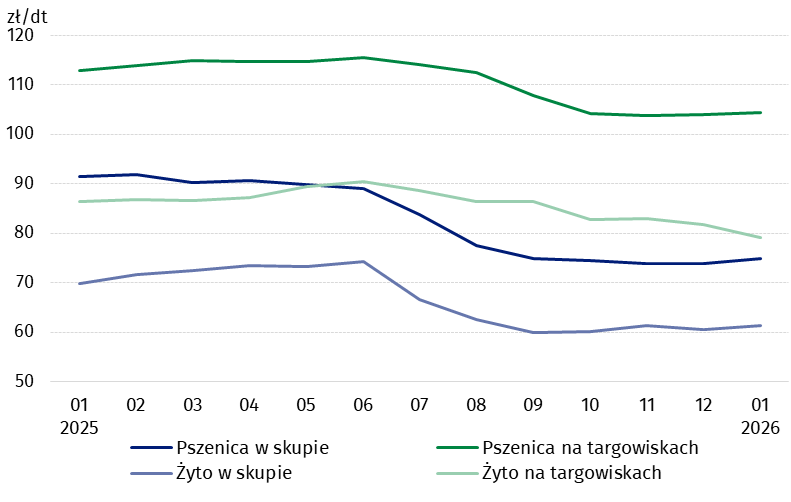 zł/dt
120
110
100
90
80
70
60
50
01 02 03 04 05 06 07 08 09 10 11 12 01
2025 2026
Pszenica w skupie Pszenica na targowiskach
Żyto w skupie Żyto na targowiskach